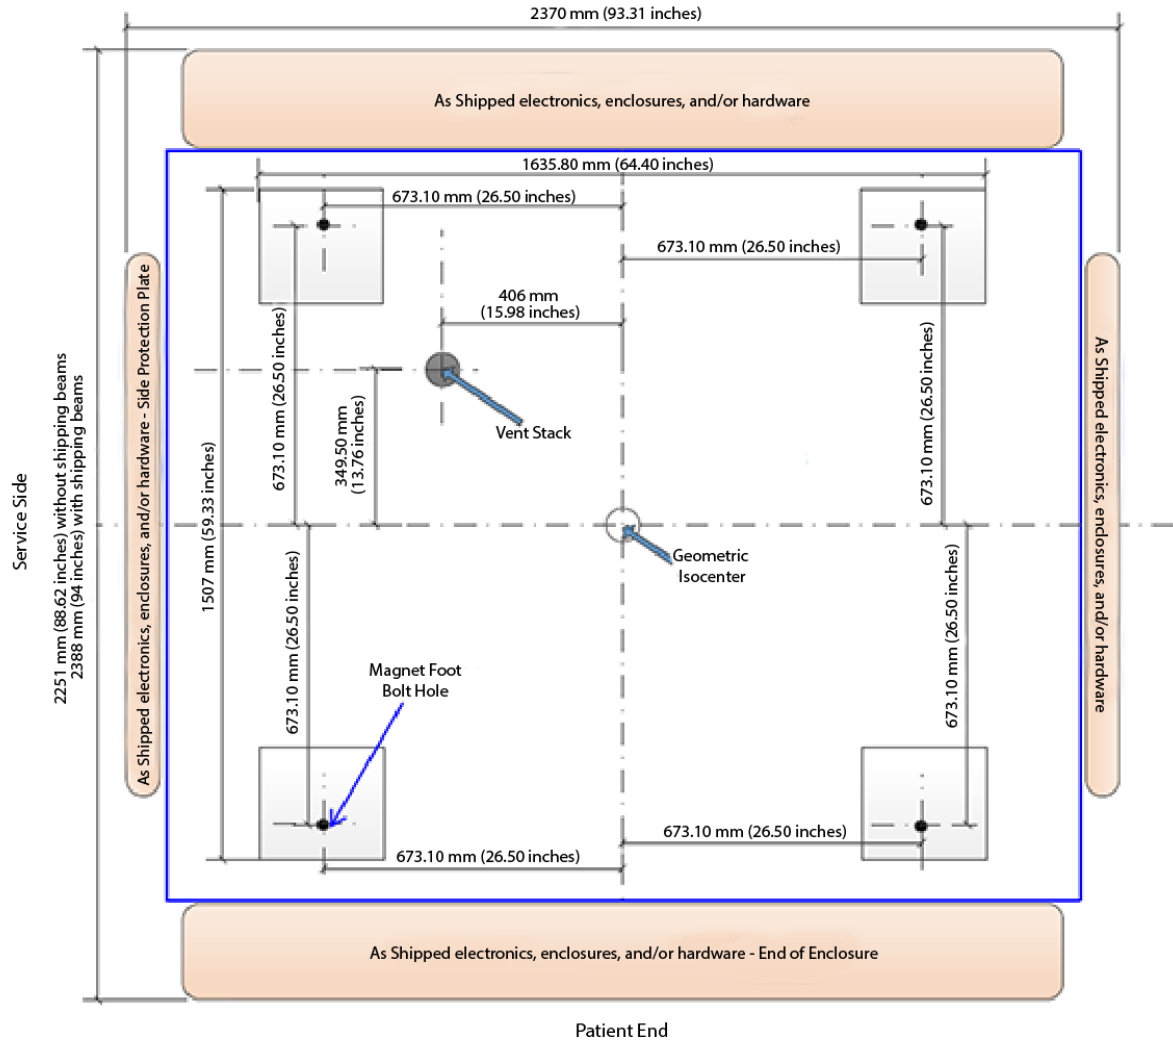 2370 mm (93.31 inches)
As Shipped electronics, enclosures, and/or hardware
1635.80 mm (64.40 inches)
673.10 mm (26.50 inches)
673.10 mm (26.50 inches)
406 mm
(15.98 inches)
Vent Stack
349.50 mm
(13.76 inches)
673.10 mm (26.50 inches)
673.10 mm (26.50 inches)
1507 mm (59.33 inches)
Service Side
2251 mm (88.62 inches) without shipping beams
2388 mm (94 inches) with shipping beams
As Shipped electronics, enclosures, and/or hardware - Side Protection Plate
As Shipped electronics, enclosures, and/or hardware
Geometric
Isocenter
673.10 mm (26.50 inches)
673.10 mm (26.50 inches)
Magnet Foot
Bolt Hole
673.10 mm (26.50 inches)
673.10 mm (26.50 inches)
As Shipped electronics, enclosures, and/or hardware - End of Enclosure
Patient End